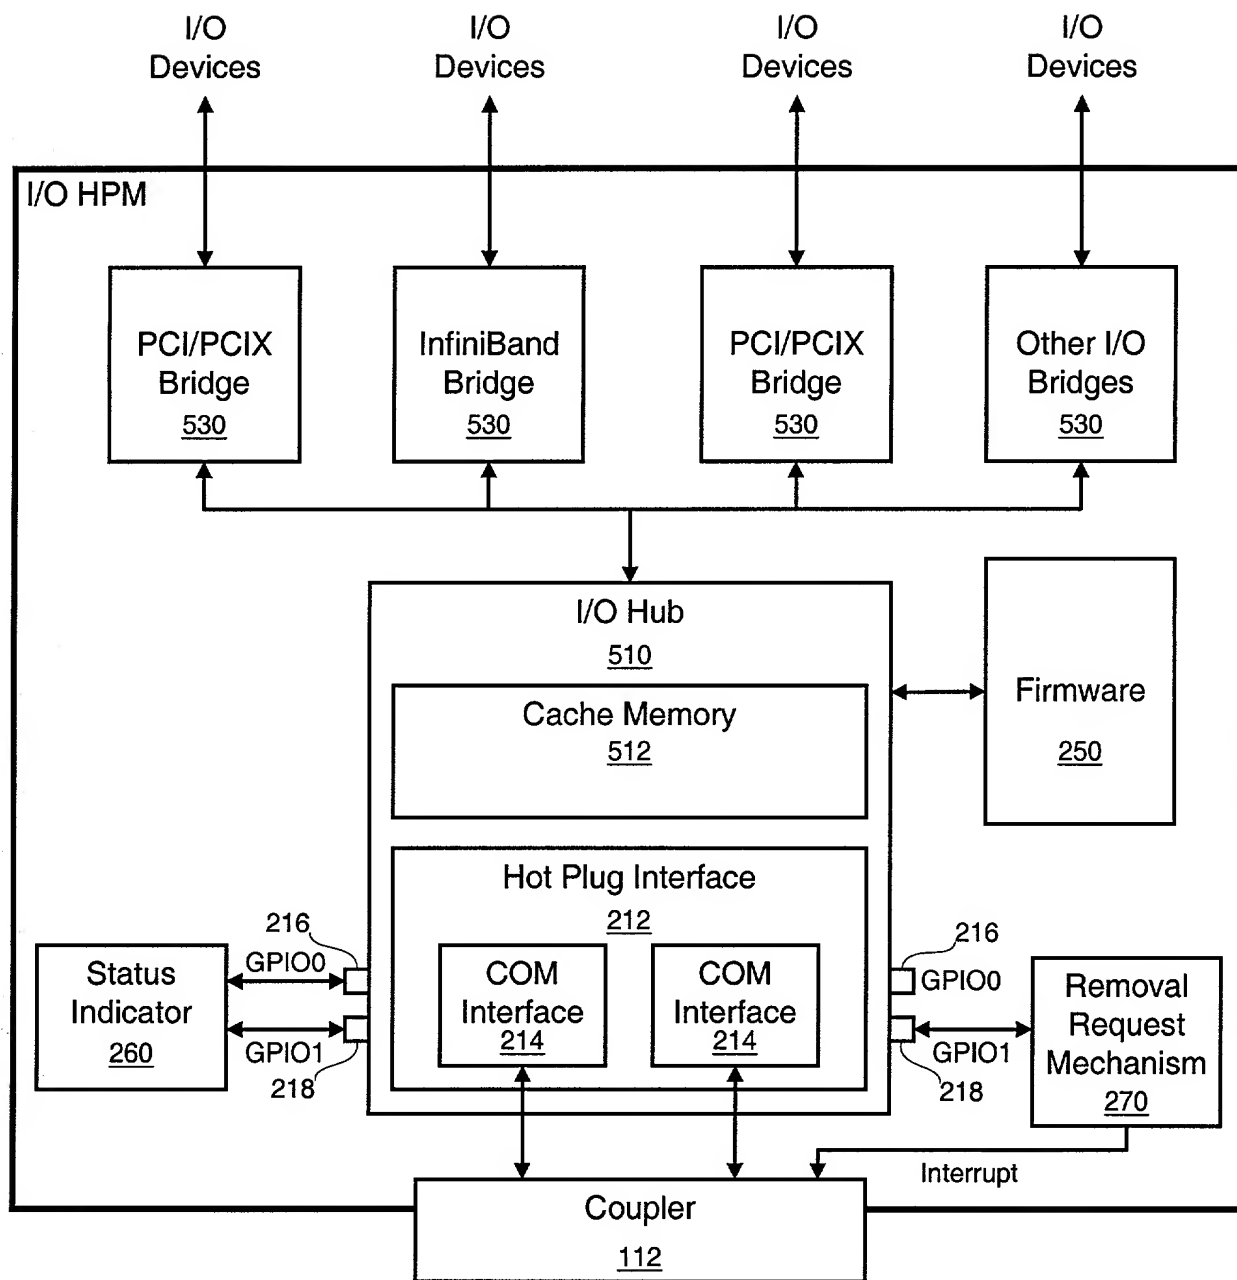 I/O I/O I/O I/O
Devices Devices Devices Devices
I/O HPM
PCI/PCIX InfiniBand PCI/PCIX Other I/O
Bridge Bridge Bridge Bridges
530 530 530 530
I/O Hub
510
Cache Memory
512
Firmware
250
Hot Plug Interface
212
216
GPIO0
Status
Indicator
260
GPIO1
218
COM
Interface
214
COM
Interface
214
216
GPIO0
GPIO1
218
Removal
Request
Mechanism
270
Interrupt
Coupler
112